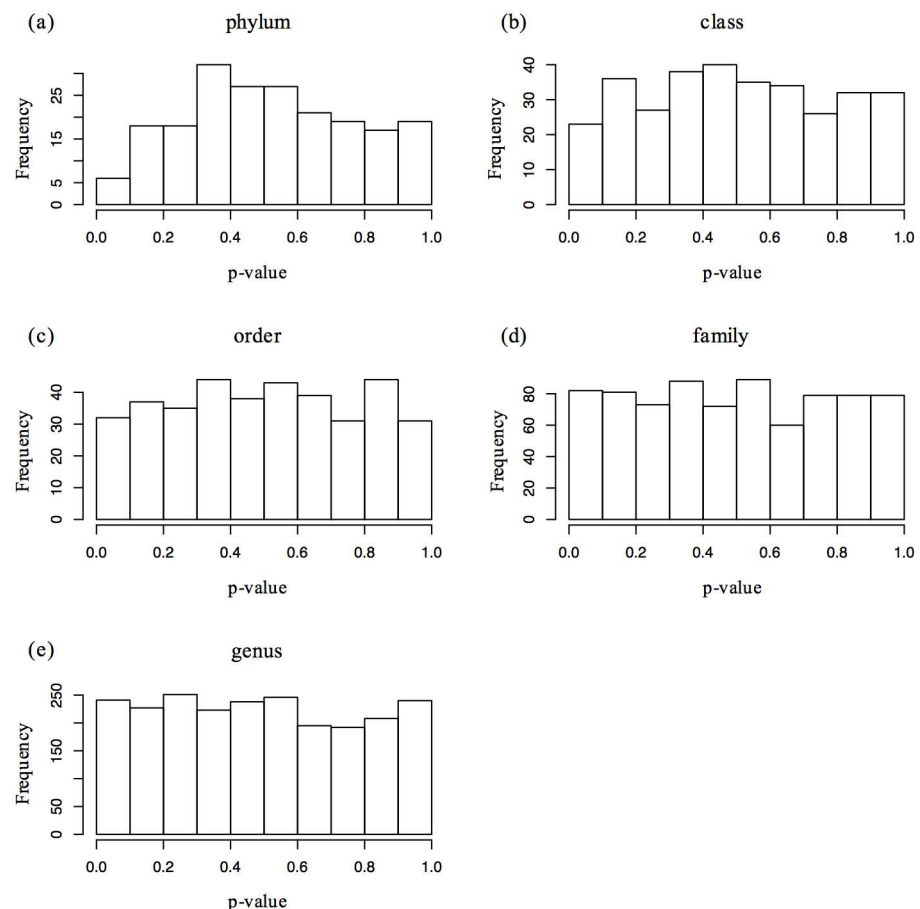 (a) phylum
Frequency
0 5 15 25
0.0 0.2 0.4 0.6 0.8 1.0
p-value
(b) class
Frequency
0 10 20 30 40
0.0 0.2 0.4 0.6 0.8 1.0
p-value
(c) order
Frequency
0 10 20 30 40
0.0 0.2 0.4 0.6 0.8 1.0
p-value
(d) family
Frequency
0 20 40 60 80
0.0 0.2 0.4 0.6 0.8 1.0
p-value
(e) genus
Frequency
0 50 150 250
0.0 0.2 0.4 0.6 0.8 1.0
p-value